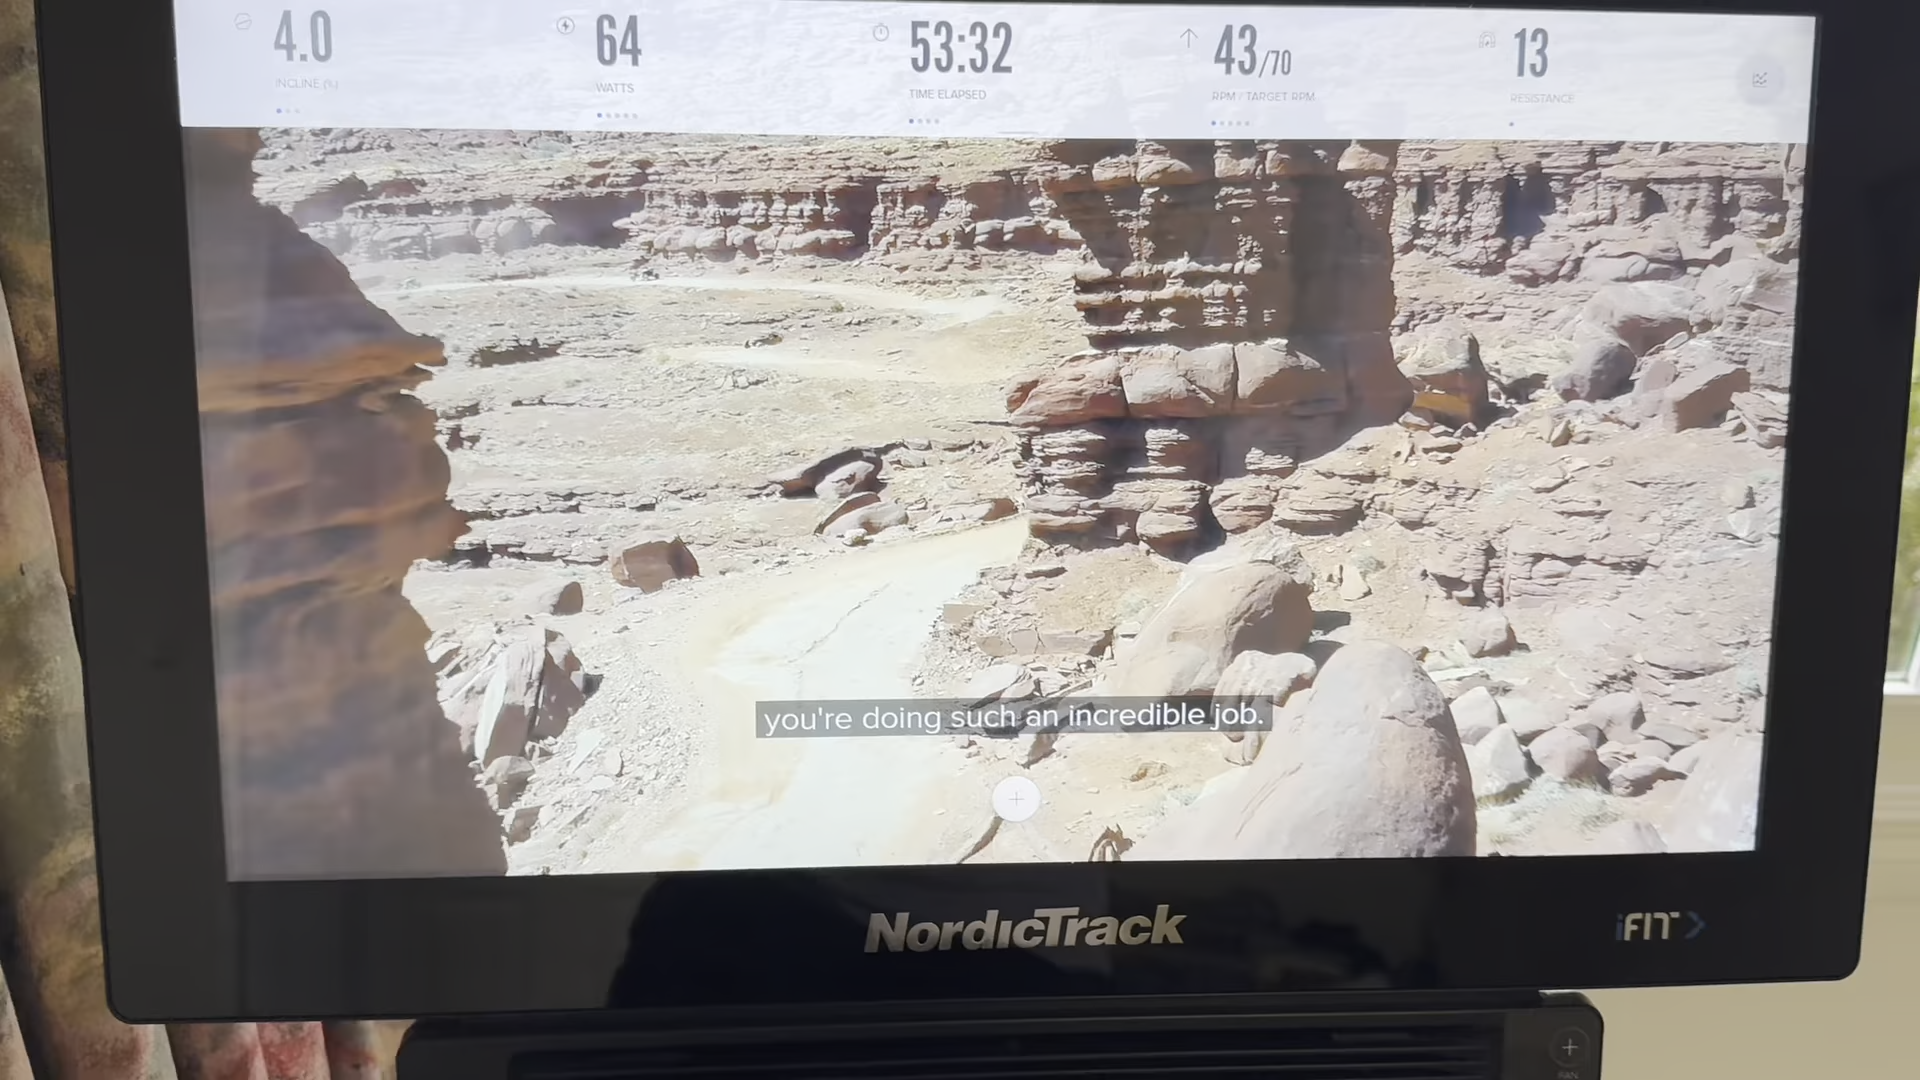 4.0
INCLINE (%)
64
WATTS
53:32
TIME ELAPSED
43/70
RPM / TARGET RPM
13
RESISTANCE
you're doing such an incredible job.
NordicTrack
iFIT
FAN